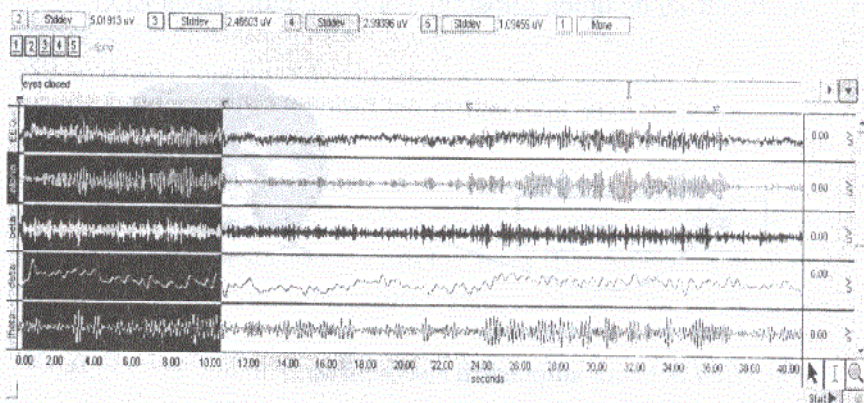 2 Stddev 5.01913 uV 3 Stddev 2.46603 uV 4 Stddev 2.99396 uV 5 Stddev 1.09456 uV 1 None
1 2 3 4 5
eyes closed
EEG
alpha
0.00
0.00
beta
0.00
delta
0.00
theta
0.00
0.00 2.00 4.00 6.00 8.00 10.00 12.00 14.00 16.00 18.00 20.00 22.00 24.00 26.00 28.00 30.00 32.00 34.00 36.00 38.00 40.00
seconds
Start